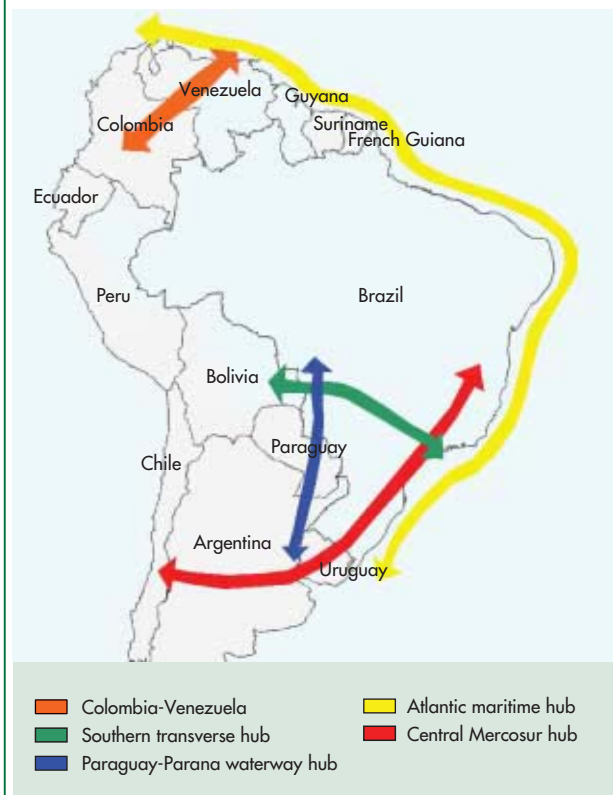 Venezuela
Guyana
Colombia
Suriname
French Guiana
Ecuador
Peru
Brazil
Bolivia
Paraguay
Chile
Argentina
Uruguay
Colombia-Venezuela
Southern transverse hub
Paraguay-Parana waterway hub
Atlantic maritime hub
Central Mercosur hub